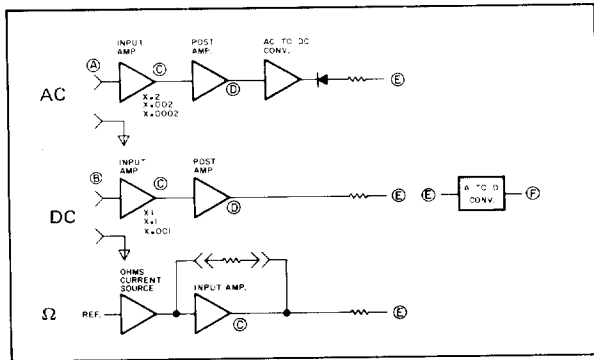 INPUT AMP
POST AMP.
AC TO DC CONV.
A
C
D
E
AC
X.2
X.002
X.0002
INPUT AMP
POST AMP
B
C
D
E
E
A TO D CONV.
F
DC
X1
X.1
X.001
OHMS CURRENT SOURCE
INPUT AMP.
Ω
REF.
C
E